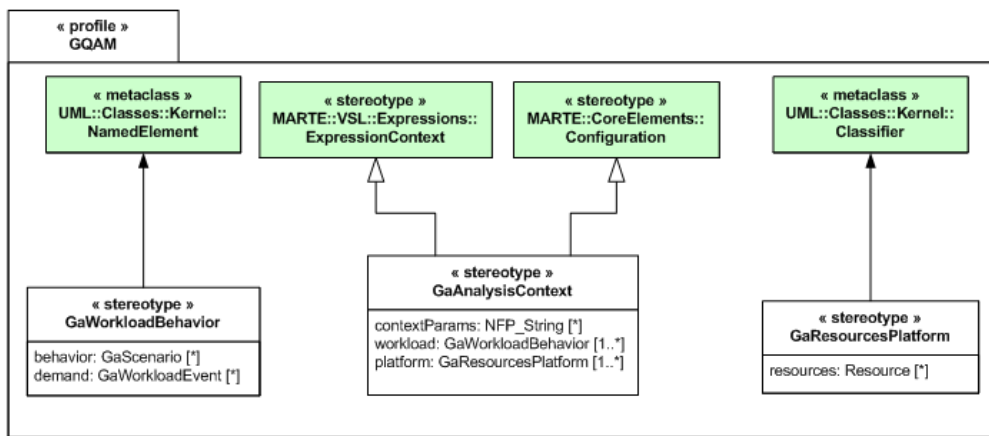 « profile »
GQAM
« metaclass »
UML::Classes::Kernel::
NamedElement
« stereotype »
MARTE::VSL::Expressions::
ExpressionContext
« stereotype »
MARTE::CoreElements::
Configuration
« metaclass »
UML::Classes::Kernel::
Classifier
« stereotype »
GaWorkloadBehavior
behavior: GaScenario [*]
demand: GaWorkloadEvent [*]
« stereotype »
GaAnalysisContext
contextParams: NFP_String [*]
workload: GaWorkloadBehavior [1..*]
platform: GaResourcesPlatform [1..*]
« stereotype »
GaResourcesPlatform
resources: Resource [*]